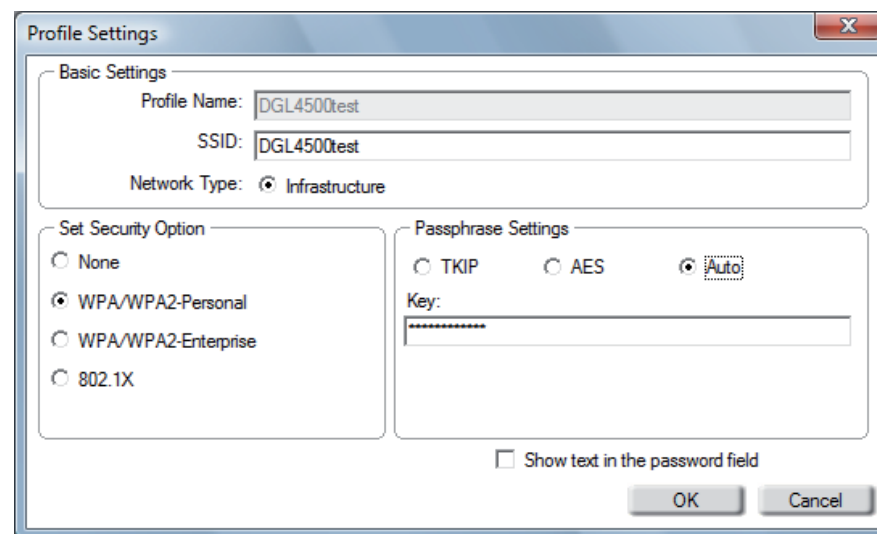 Profile Settings
Basic Settings
Profile Name: DGL4500test
SSID: DGL4500test
Network Type: Infrastructure
Set Security Option
None
WPA/WPA2-Personal
WPA/WPA2-Enterprise
802.1X
Passphrase Settings
TKIP AES Auto
Key:
************
Show text in the password field
OK Cancel